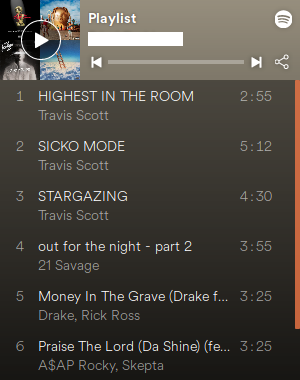 Playlist
1 HIGHEST IN THE ROOM 2:55
Travis Scott
2 SICKO MODE 5:12
Travis Scott
3 STARGAZING 4:30
Travis Scott
4 out for the night - part 2 3:55
21 Savage
5 Money In The Grave (Drake f... 3:25
Drake, Rick Ross
6 Praise The Lord (Da Shine) (fe... 3:25
A$AP Rocky, Skepta